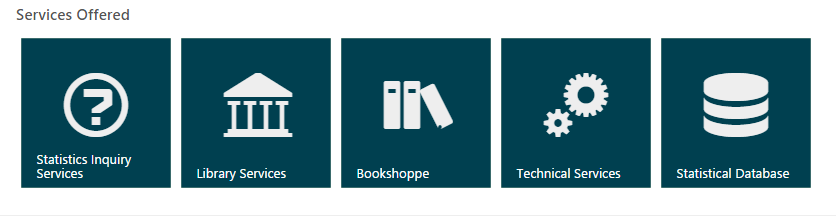 Services Offered
Statistics Inquiry
Services
Library Services
Bookshoppe
Technical Services
Statistical Database